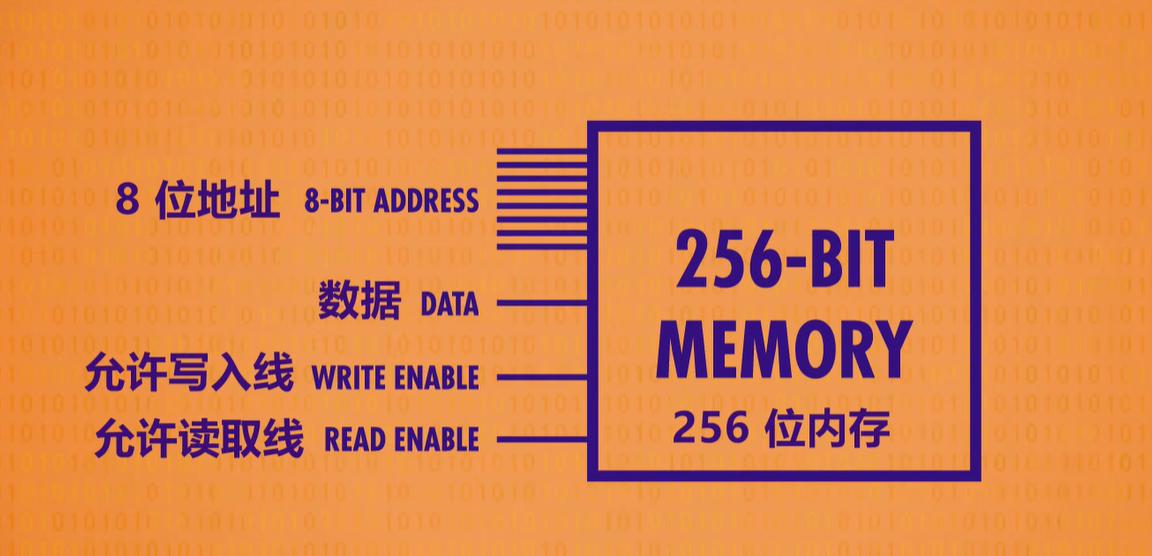 8 位地址 8-BIT ADDRESS
数据 DATA
允许写入线 WRITE ENABLE
允许读取线 READ ENABLE
256-BIT
MEMORY
256 位内存